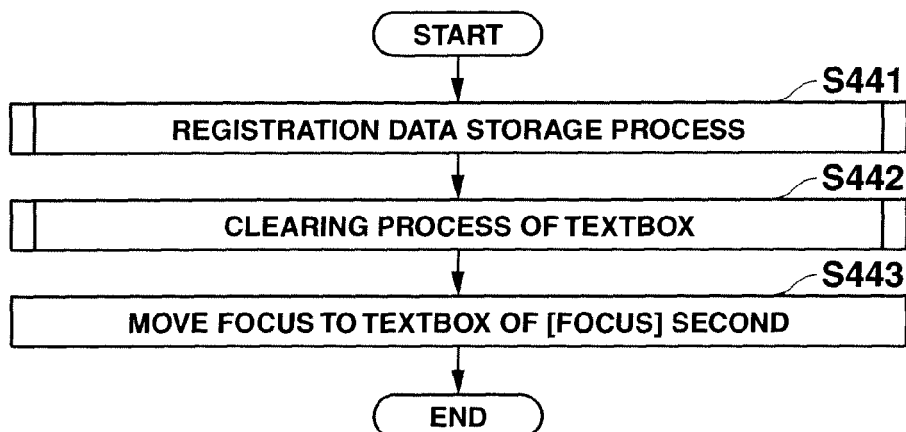 START
S441
REGISTRATION DATA STORAGE PROCESS
S442
CLEARING PROCESS OF TEXTBOX
S443
MOVE FOCUS TO TEXTBOX OF [FOCUS] SECOND
END